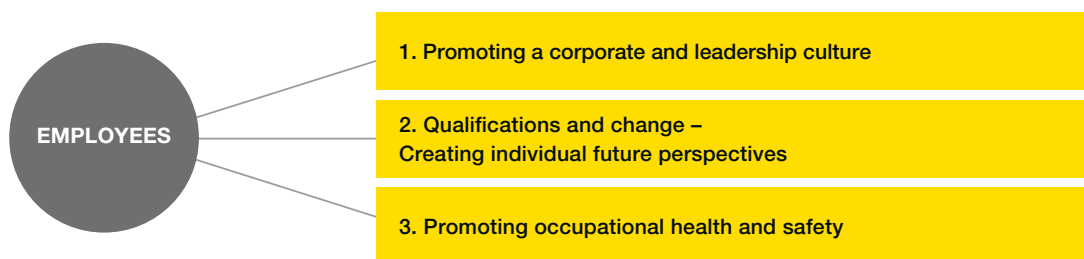 EMPLOYEES
1. Promoting a corporate and leadership culture
2. Qualifications and change –
Creating individual future perspectives
3. Promoting occupational health and safety